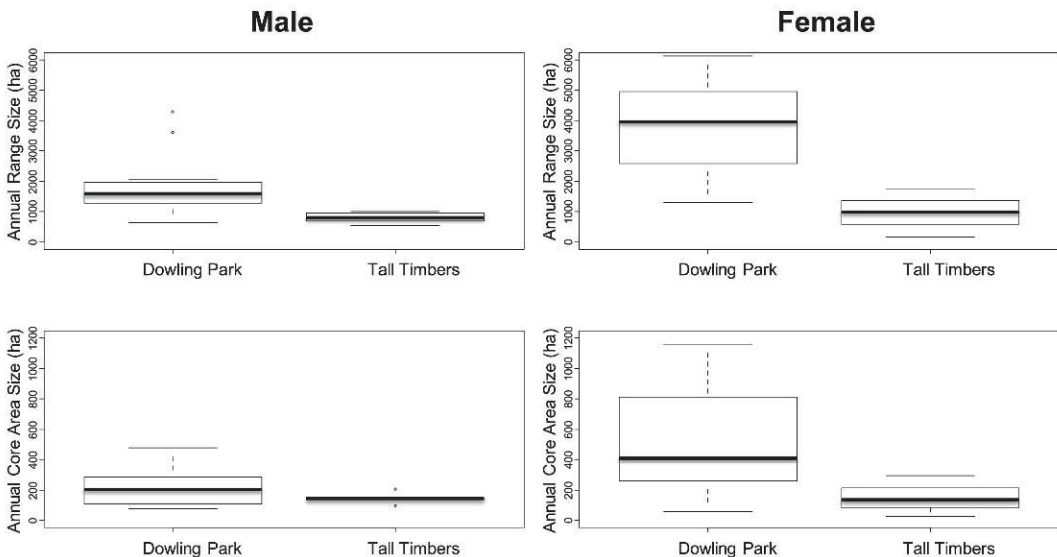 Male
Female
Annual Range Size (ha)
6000
5000
4000
3000
2000
1000
0
Dowling Park
Tall Timbers
Annual Range Size (ha)
6000
5000
4000
3000
2000
1000
0
Dowling Park
Tall Timbers
Annual Core Area Size (ha)
1200
1000
800
600
400
200
0
Dowling Park
Tall Timbers
Annual Core Area Size (ha)
1200
1000
800
600
400
200
0
Dowling Park
Tall Timbers